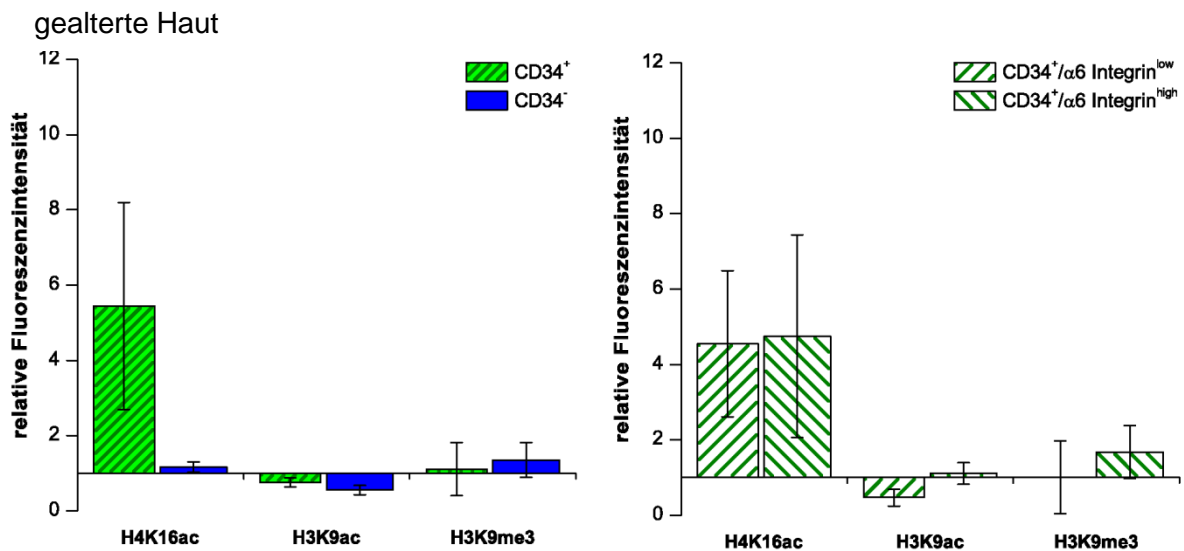 gealterte Haut
12
10
8
6
4
2
0
relative Fluoreszenzintensität
CD34+
CD34-
H4K16ac
H3K9ac
H3K9me3
12
10
8
6
4
2
0
relative Fluoreszenzintensität
CD34+/α6 Integrinlow
CD34+/α6 Integrinhigh
H4K16ac
H3K9ac
H3K9me3